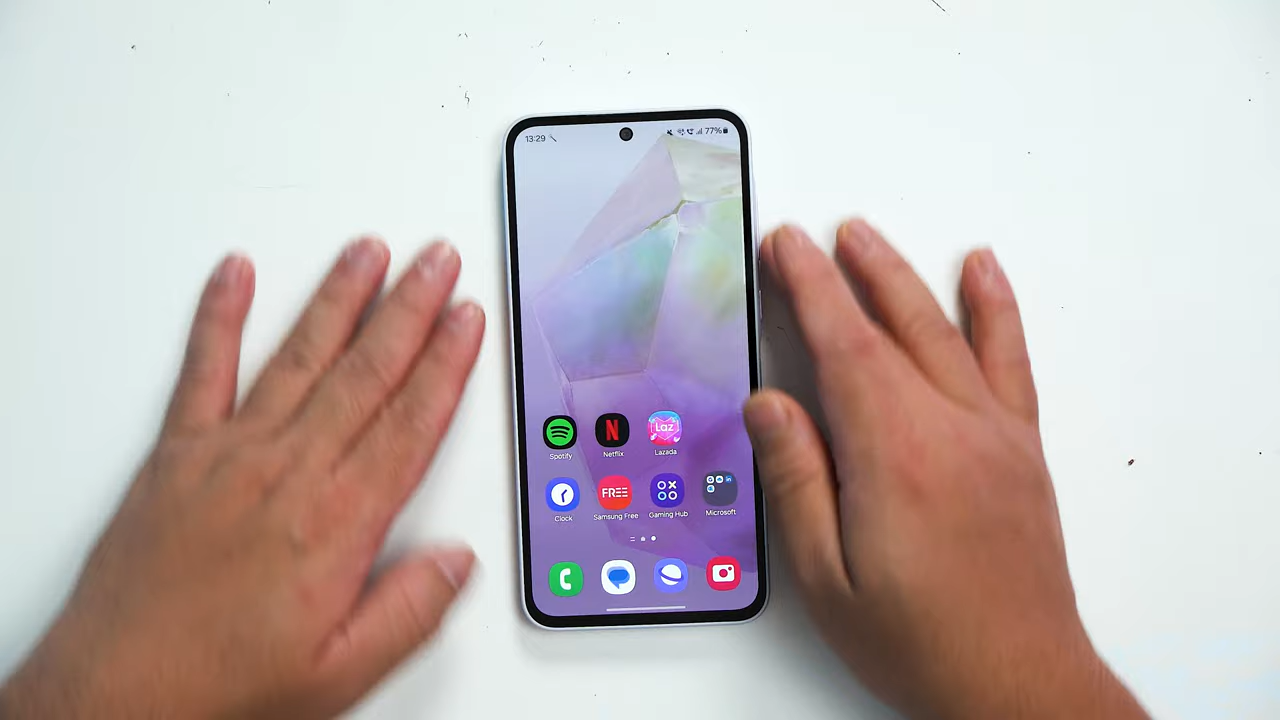 13:29
77%
Laz
Spotify
Netflix
Lazada
FREE
Clock
Samsung Free
Gaming Hub
Microsoft